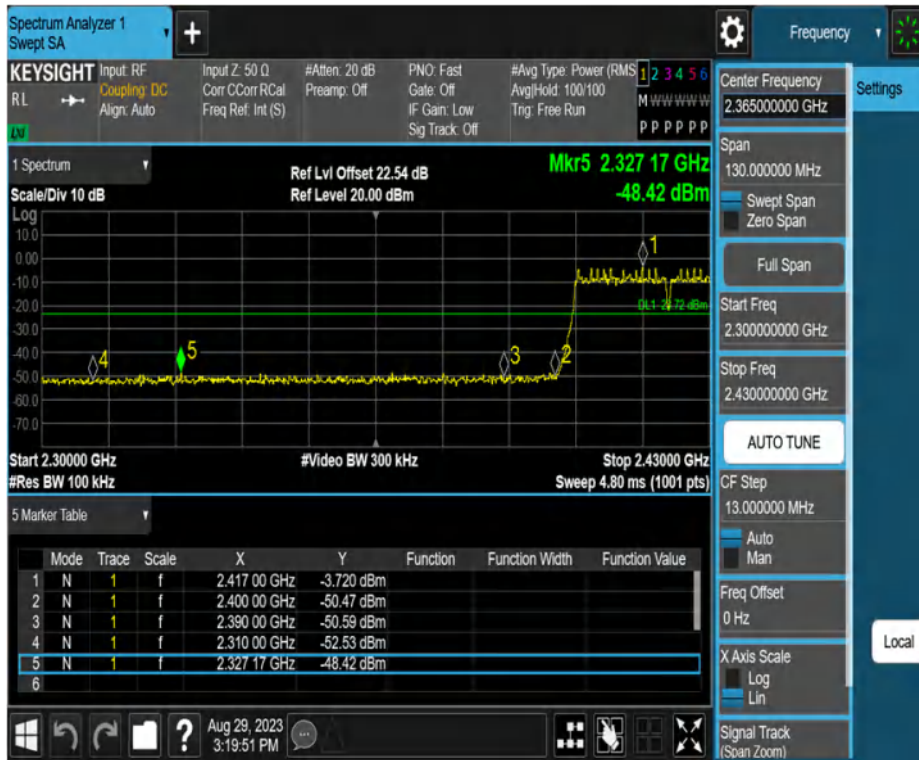 Spectrum Analyzer 1
Swept SA
Frequency
KEYSIGHT
RL
LXI
Input: RF
Coupling: DC
Align: Auto
Input Z: 50 Ω
Corr CCorr RCal
Freq Ref: Int (S)
#Atten: 20 dB
Preamp: Off
PNO: Fast
Gate: Off
IF Gain: Low
Sig Track: Off
#Avg Type: Power (RMS
Avg|Hold: 100/100
Trig: Free Run
1 2 3 4 5 6
M W W W W W
P P P P P P
1 Spectrum
Scale/Div 10 dB
Ref Lvl Offset 22.54 dB
Ref Level 20.00 dBm
Mkr5 2.327 17 GHz
-48.42 dBm
Log
10.0
0.00
-10.0
-20.0
-30.0
-40.0
-50.0
-60.0
-70.0
1
2
3
4
5
Start 2.30000 GHz
#Video BW 300 kHz
Stop 2.43000 GHz
#Res BW 100 kHz
Sweep 4.80 ms (1001 pts)
5 Marker Table
Mode Trace Scale X Y Function Function Width Function Value
1 N 1 f 2.417 00 GHz -3.720 dBm
2 N 1 f 2.400 00 GHz -50.47 dBm
3 N 1 f 2.390 00 GHz -50.59 dBm
4 N 1 f 2.310 00 GHz -52.53 dBm
5 N 1 f 2.327 17 GHz -48.42 dBm
6
?
Aug 29, 2023
3:19:51 PM
Center Frequency
2.365000000 GHz
Span
130.000000 MHz
Swept Span
Zero Span
Full Span
Start Freq
2.300000000 GHz
Stop Freq
2.430000000 GHz
AUTO TUNE
CF Step
13.000000 MHz
Auto
Man
Freq Offset
0 Hz
X Axis Scale
Log
Lin
Signal Track
(Span Zoom)
Settings
Local